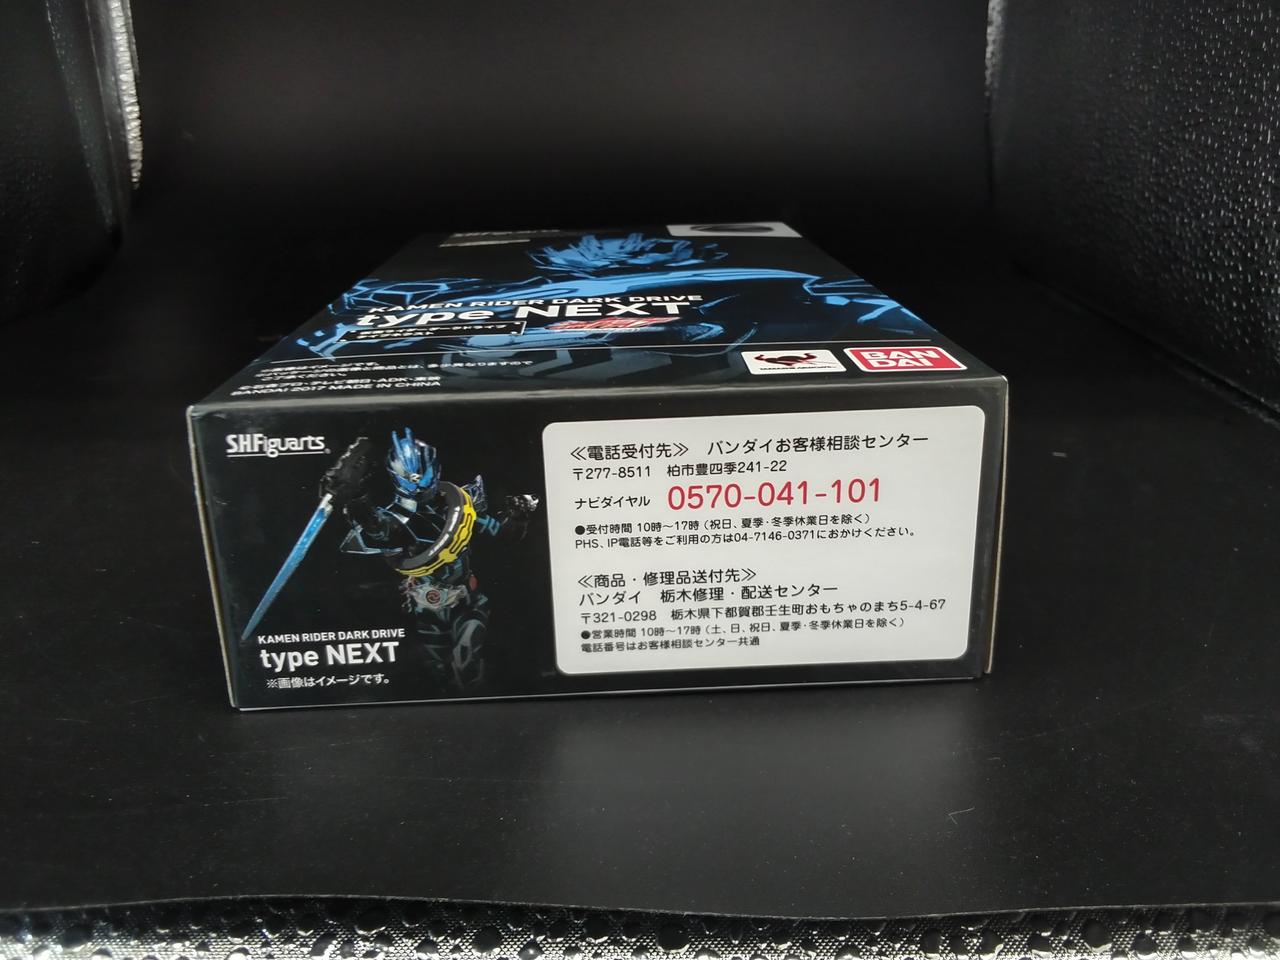 SHFiguarts
KAMEN RIDER DARK DRIVE
type NEXT
BANDAI 2017 MADE IN CHINA
TAMASHII NATIONS
BAN
DAI
SHFiguarts
KAMEN RIDER DARK DRIVE
type NEXT
※画像はイメージです。
≪電話受付先≫ バンダイお客様相談センター
〒277-8511 柏市豊四季241-22
ナビダイヤル 0570-041-101
●受付時間 10時〜17時(祝日、夏季・冬季休業日を除く)
PHS、IP電話等をご利用の方は04-7146-0371におかけください。
≪商品・修理品送付先≫
バンダイ 栃木修理・配送センター
〒321-0298 栃木県下都賀郡壬生町おもちゃのまち5-4-67
●営業時間 10時〜17時(土、日、祝日、夏季・冬季休業日を除く)
電話番号はお客様相談センター共通